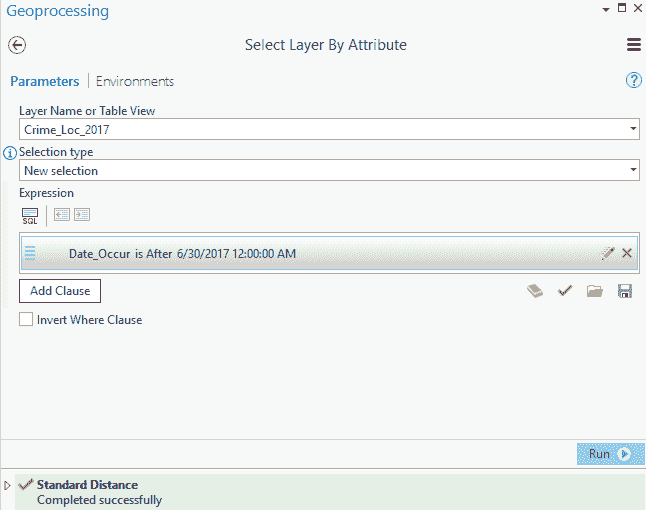 Geoprocessing
Select Layer By Attribute
Parameters | Environments
Layer Name or Table View
Crime_Loc_2017
Selection type
New selection
Expression
SQL
Date_Occur is After 6/30/2017 12:00:00 AM
Add Clause
Invert Where Clause
Run
Standard Distance
Completed successfully